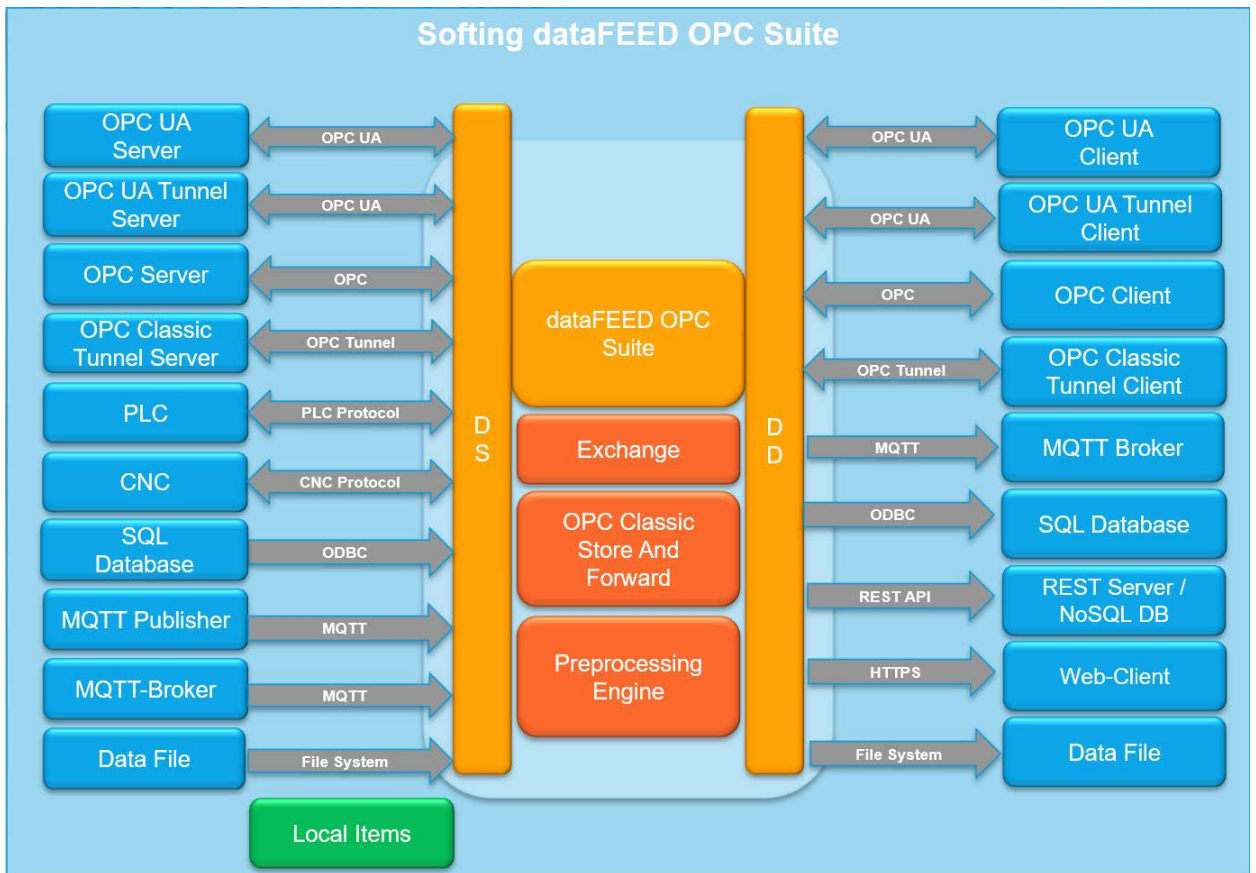 Softing dataFEED OPC Suite
OPC UA
Server
OPC UA
OPC UA Tunnel
Server
OPC UA
OPC Server
OPC
OPC Classic
Tunnel Server
OPC Tunnel
PLC
PLC Protocol
CNC
CNC Protocol
SQL
Database
ODBC
MQTT Publisher
MQTT
MQTT-Broker
MQTT
Data File
File System
Local Items
D
S
dataFEED OPC
Suite
Exchange
OPC Classic
Store And
Forward
Preprocessing
Engine
D
D
OPC UA
OPC UA
Client
OPC UA
OPC UA Tunnel
Client
OPC
OPC Client
OPC Tunnel
OPC Classic
Tunnel Client
MQTT
MQTT Broker
ODBC
SQL Database
REST API
REST Server /
NoSQL DB
HTTPS
Web-Client
File System
Data File